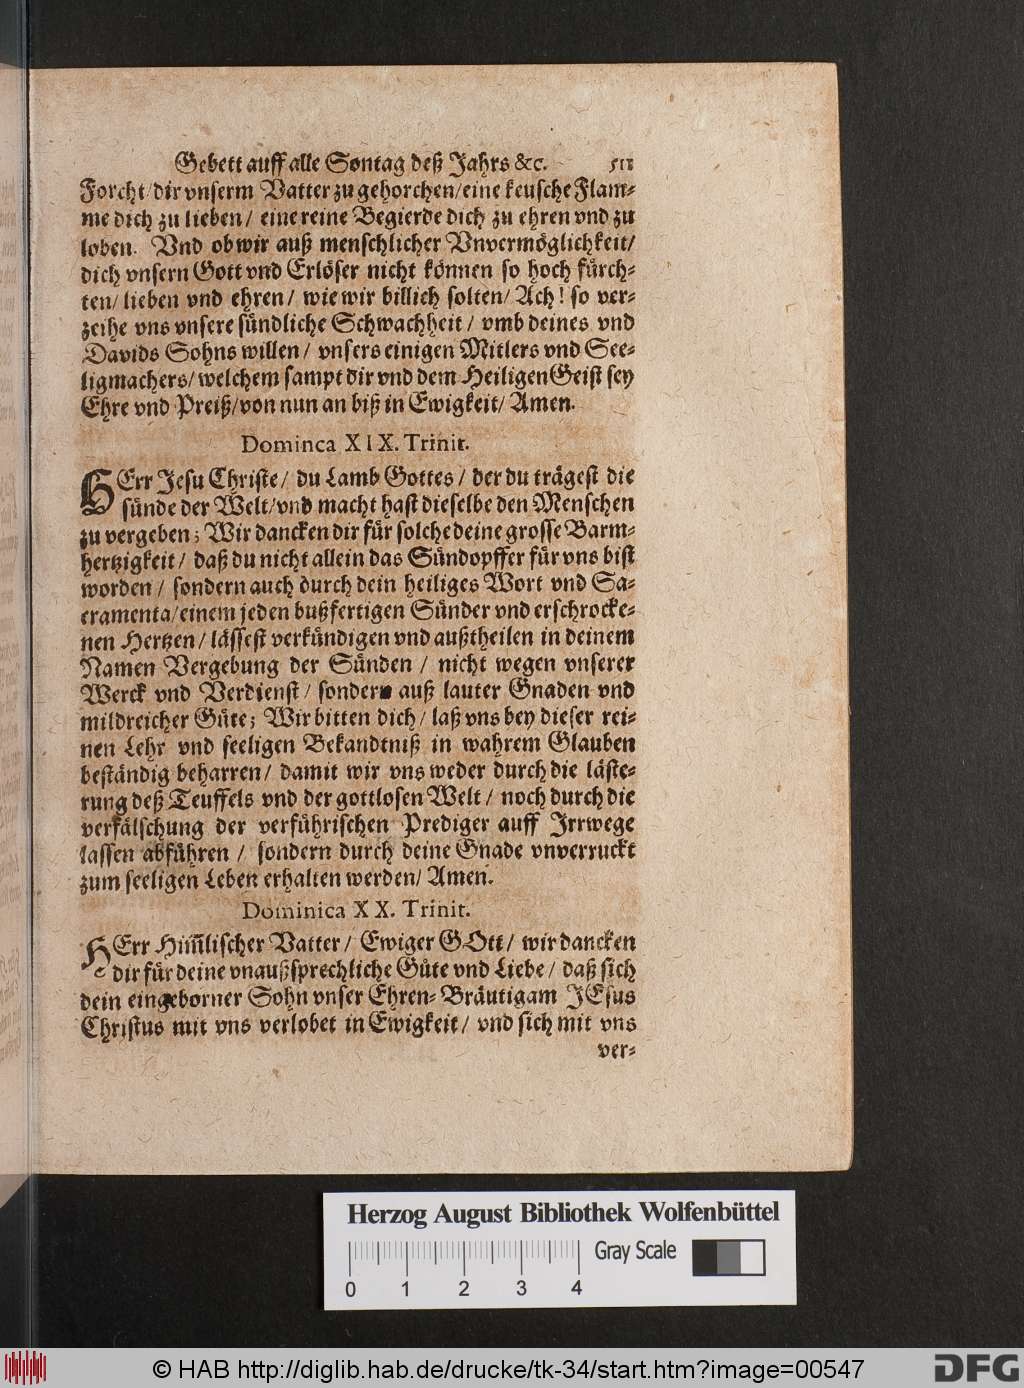 Gebett auff alle Sontag deß Jahrs &c. 511
Forcht/dir vnserm Vatter zu gehorchen/eine keusche Flam-
me dich zu lieben/ eine reine Begierde dich zu ehren vnd zu
loben. Vnd ob wir auß menschlicher Vnvermöglichkeit/
dich vnsern Gott vnd Erlöser nicht können so hoch fürch-
ten/ lieben vnd ehren/ wie wir billich solten/ Ach! so ver-
zeihe vns vnsere sündliche Schwachheit/ vmb deines vnd
Davids Sohns willen/ vnsers einigen Mitlers vnd See-
ligmachers/welchem sampt dir vnd dem Heiligen Geist sey
Ehre vnd Preiß/von nun an biß in Ewigkeit/ Amen.
Dominca XIX. Trinit.
HErr Jesu Christe/ du Lamb Gottes/ der du trägest die
sünde der Welt/vnd macht hast dieselbe den Menschen
zu vergeben; Wir dancken dir für solche deine grosse Barm-
hertzigkeit/ daß du nicht allein das Sündopffer für vns bist
worden/ sondern auch durch dein heiliges Wort vnd Sa-
cramenta/einem jeden bußfertigen Sünder vnd erschrocke-
nen Hertzen/ lässest verkündigen vnd außtheilen in deinem
Namen Vergebung der Sünden/ nicht wegen vnserer
Werck vnd Verdienst/ sondern auß lauter Gnaden vnd
mildreicher Güte; Wir bitten dich/ laß vns bey dieser rei-
nen Lehr vnd seeligen Bekandtniß in wahrem Glauben
beständig beharren/ damit wir vns weder durch die läste-
rung deß Teuffels vnd der gottlosen Welt/ noch durch die
verfälschung der verführischen Prediger auff Irrwege
lassen abführen/ sondern durch deine Gnade vnverruckt
zum seeligen Leben erhalten werden/ Amen.
Dominica XX. Trinit.
HErr Him̅lischer Vatter/ Ewiger GOtt/ wir dancken
dir für deine vnaußsprechliche Güte vnd Liebe/ daß sich
dein eingeborner Sohn vnser Ehren-Bräutigam JEsus
Christus mit vns verlobet in Ewigkeit/ vnd sich mit vns
ver-
Herzog August Bibliothek Wolfenbüttel
Gray Scale
0 1 2 3 4
© HAB http://diglib.hab.de/drucke/tk-34/start.htm?image=00547
DFG